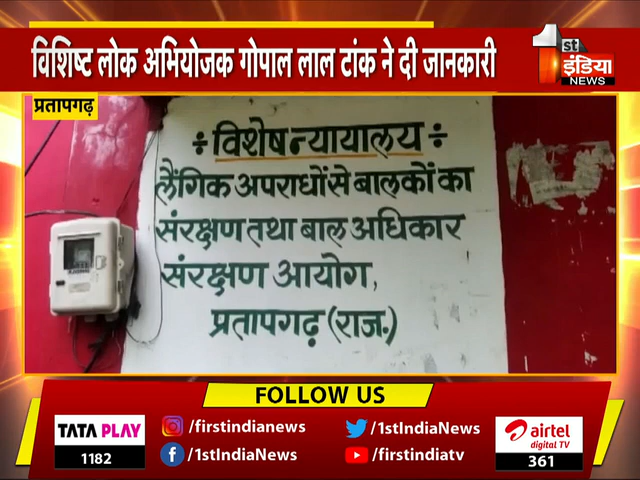 विशिष्ट लोक अभियोजक गोपाल लाल टांक ने दी जानकारी
1st
इंडिया
NEWS
प्रतापगढ़
÷ विशेष न्यायालय ÷
लैंगिक अपराधों से बालकों का
संरक्षण तथा बाल अधिकार
संरक्षण आयोग,
प्रतापगढ़ (राज.)
FOLLOW US
TATA PLAY
1182
/firstindianews
/1stIndiaNews
/1stIndiaNews
/firstindiatv
airtel
digital TV
361